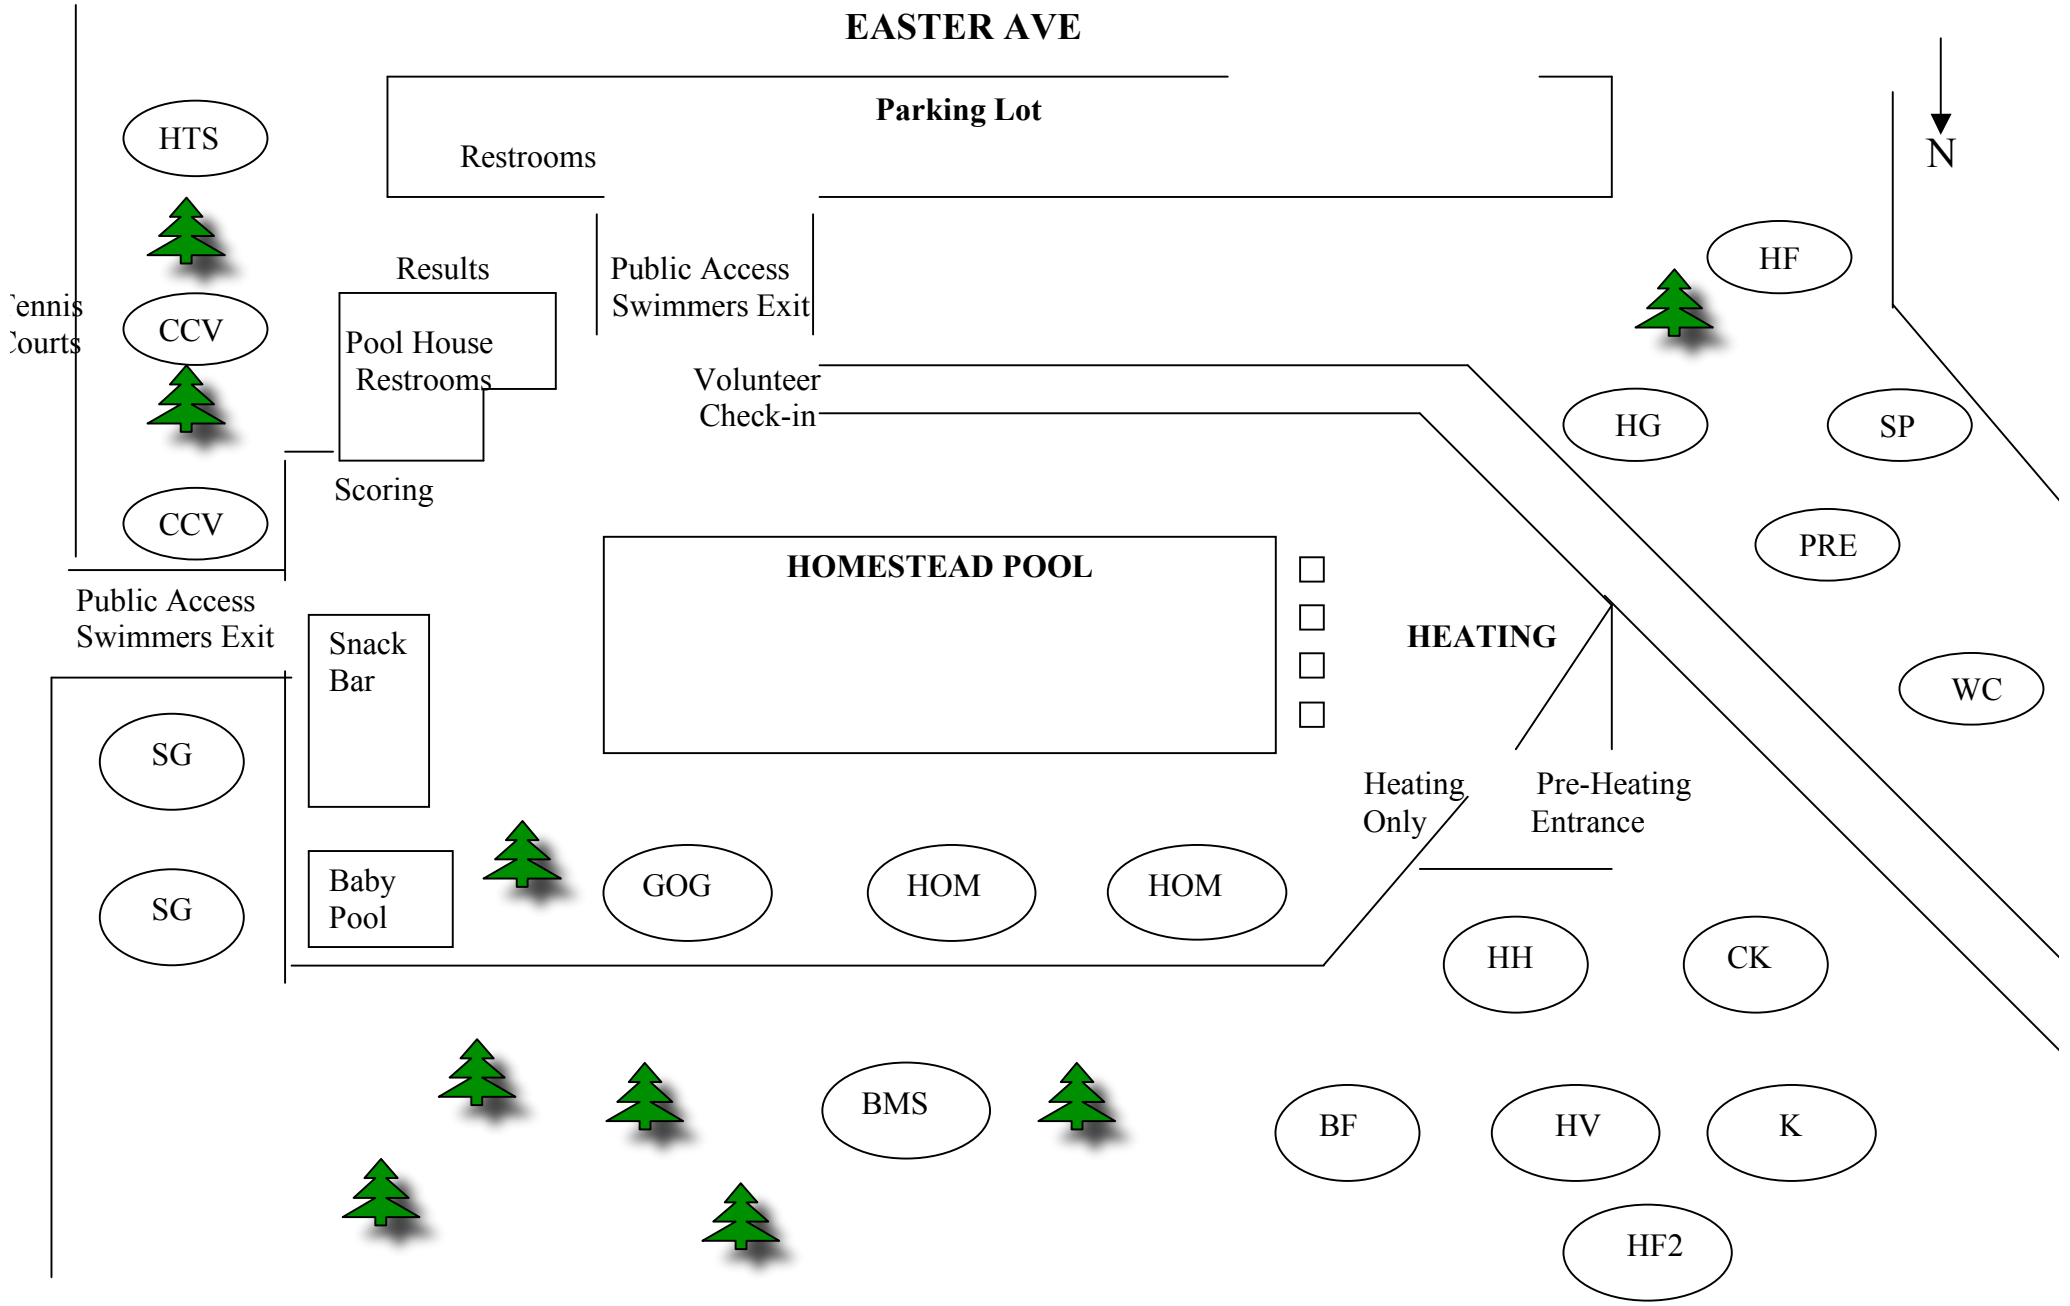 EASTER AVE
Parking Lot
N
HTS
Restrooms
HF
Results
Public Access
Swimmers Exit
ennis
ourts
CCV
Pool House
Restrooms
Volunteer
Check-in
HG
SP
Scoring
CCV
PRE
HOMESTEAD POOL
Public Access
Swimmers Exit
Snack
Bar
HEATING
WC
SG
Heating
Only
Pre-Heating
Entrance
SG
Baby
Pool
GOG
HOM
HOM
HH
CK
BMS
BF
HV
K
HF2